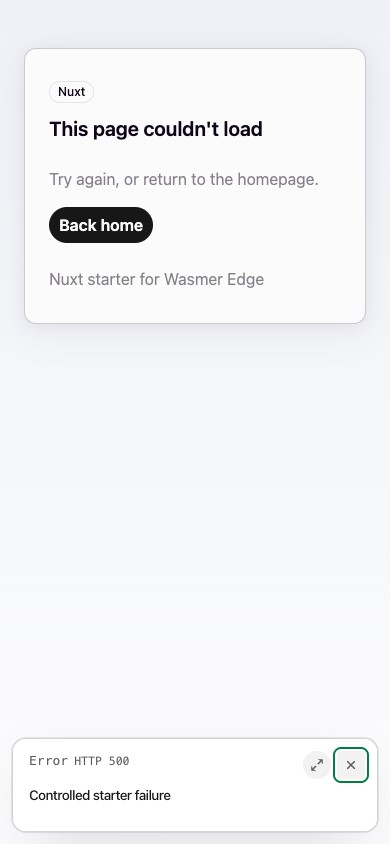 Nuxt
This page couldn't load
Try again, or return to the homepage.
Back home
Nuxt starter for Wasmer Edge
Error HTTP 500
Controlled starter failure